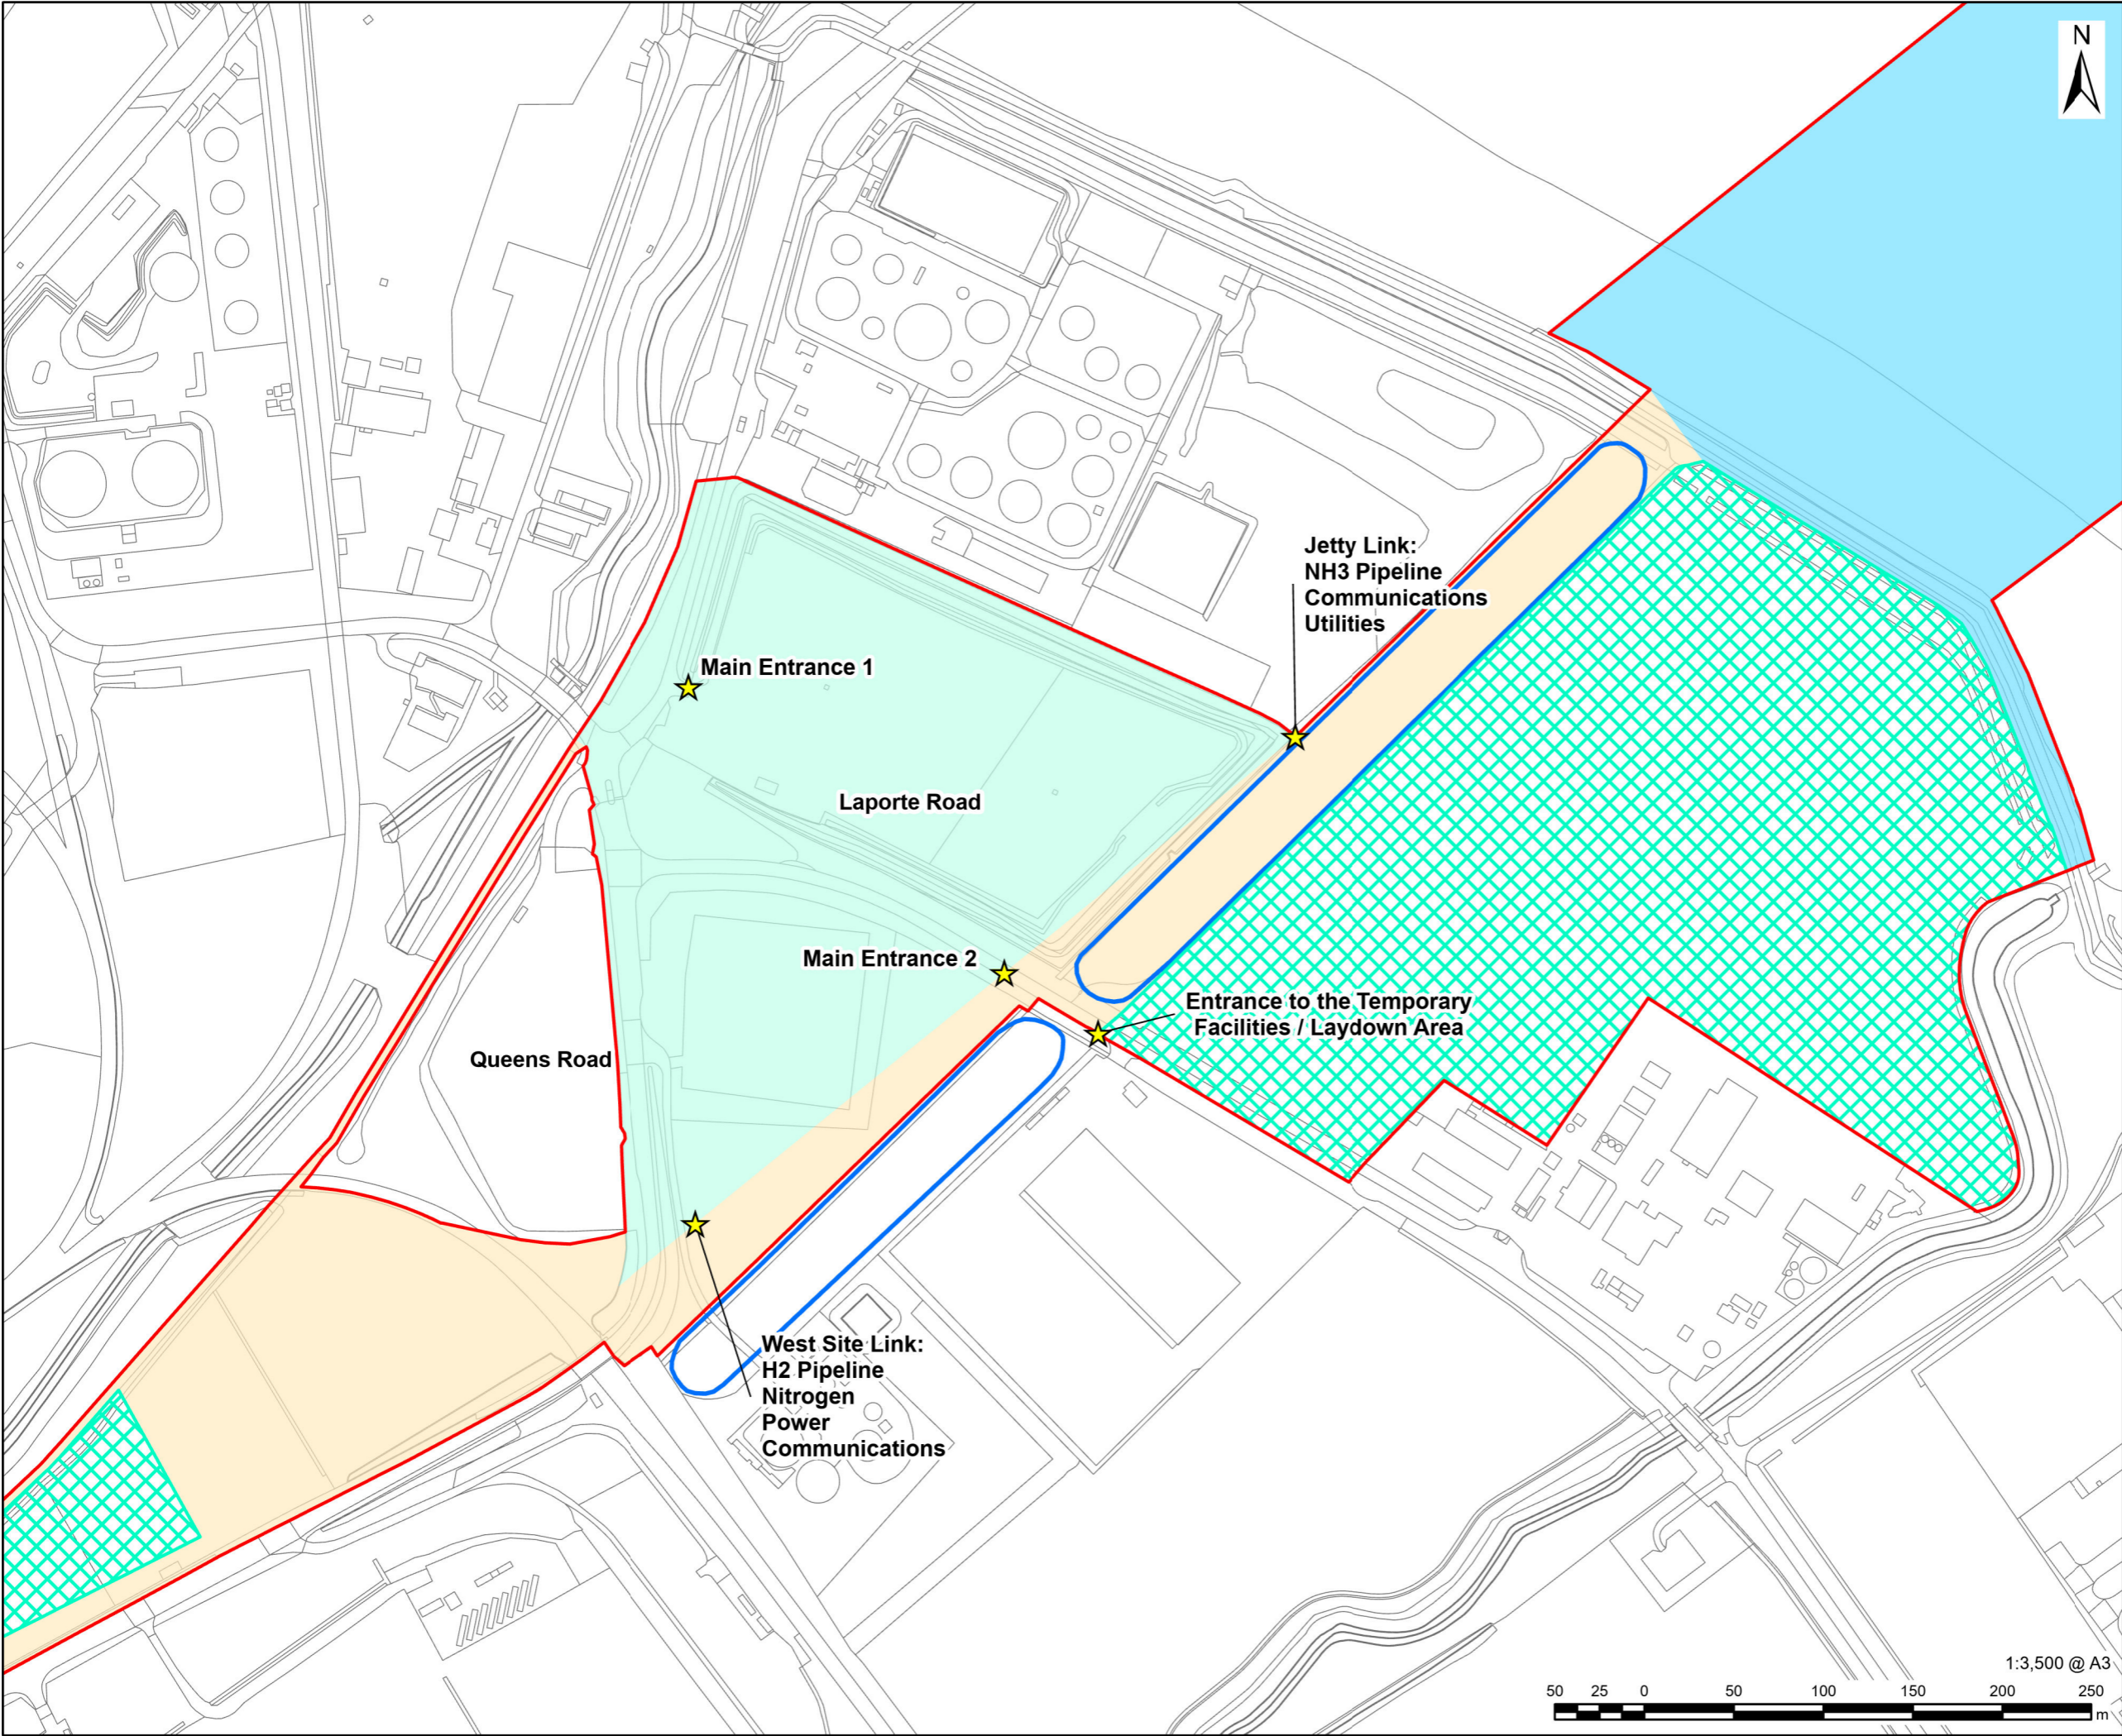 N
Jetty Link:
NH3 Pipeline
Communications
Utilities
Main Entrance 1
Laporte Road
Main Entrance 2
Entrance to the Temporary
Facilities / Laydown Area
Queens Road
West Site Link:
H2 Pipeline
Nitrogen
Power
Communications
1:3,500 @ A3
50 25 0 50 100 150 200 250
m